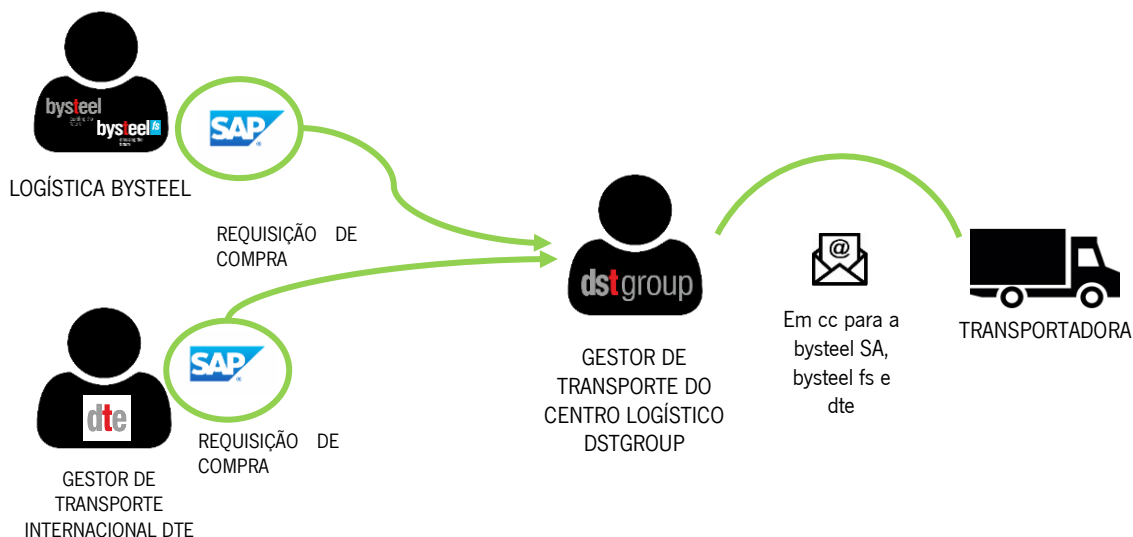 bysteel
bysteel fs
SAP
LOGÍSTICA BYSTEEL
REQUISIÇÃO DE
COMPRA
dstgroup
@
Em cc para a
bysteel SA,
bysteel fs e
dte
TRANSPORTADORA
GESTOR DE
TRANSPORTE DO
CENTRO LOGÍSTICO
DSTGROUP
SAP
dte
REQUISIÇÃO DE
COMPRA
GESTOR DE
TRANSPORTE
INTERNACIONAL DTE